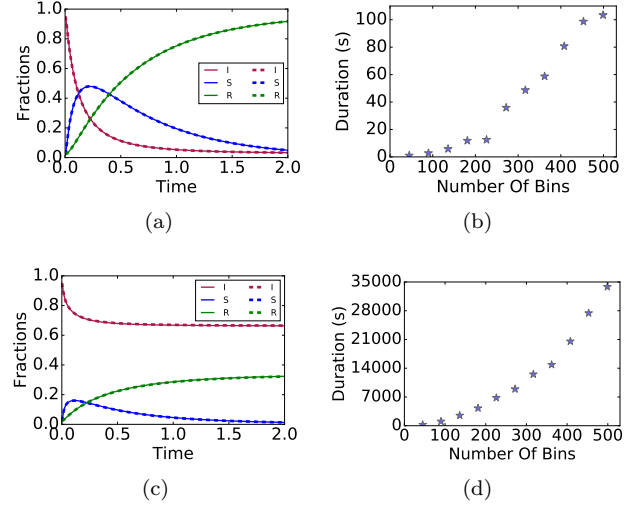 1.0
0.8
0.6
0.4
0.2
0.0
Fractions
0.0 0.5 1.0 1.5 2.0
Time
I I
S S
R R
(a)
100
80
60
40
20
0
Duration (s)
0 100 200 300 400 500
Number Of Bins
(b)
1.0
0.8
0.6
0.4
0.2
0.0
Fractions
0.0 0.5 1.0 1.5 2.0
Time
I I
S S
R R
(c)
35000
28000
21000
14000
7000
0
Duration (s)
0 100 200 300 400 500
Number Of Bins
(d)